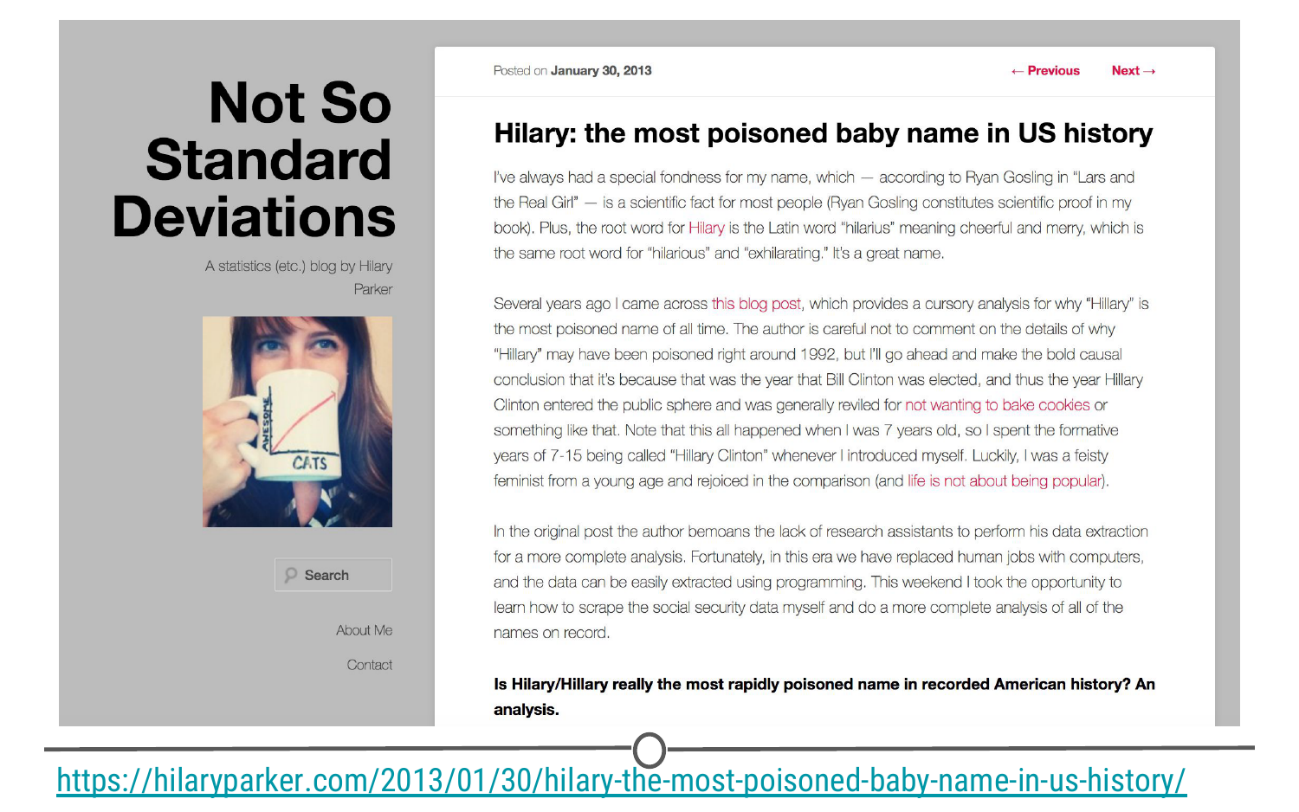 Not So
Standard
Deviations
A statistics (etc.) blog by Hilary
Parker
AWESOME
CATS
Search
About Me
Contact
Posted on January 30, 2013
← Previous Next →
Hilary: the most poisoned baby name in US history
I've always had a special fondness for my name, which — according to Ryan Gosling in "Lars and
the Real Girl" — is a scientific fact for most people (Ryan Gosling constitutes scientific proof in my
book). Plus, the root word for Hilary is the Latin word "hilarius" meaning cheerful and merry, which is
the same root word for "hilarious" and "exhilarating." It's a great name.
Several years ago I came across this blog post, which provides a cursory analysis for why "Hillary" is
the most poisoned name of all time. The author is careful not to comment on the details of why
"Hillary" may have been poisoned right around 1992, but I'll go ahead and make the bold causal
conclusion that it's because that was the year that Bill Clinton was elected, and thus the year Hillary
Clinton entered the public sphere and was generally reviled for not wanting to bake cookies or
something like that. Note that this all happened when I was 7 years old, so I spent the formative
years of 7-15 being called "Hillary Clinton" whenever I introduced myself. Luckily, I was a feisty
feminist from a young age and rejoiced in the comparison (and life is not about being popular).
In the original post the author bemoans the lack of research assistants to perform his data extraction
for a more complete analysis. Fortunately, in this era we have replaced human jobs with computers,
and the data can be easily extracted using programming. This weekend I took the opportunity to
learn how to scrape the social security data myself and do a more complete analysis of all of the
names on record.
Is Hilary/Hillary really the most rapidly poisoned name in recorded American history? An
analysis.
https://hilaryparker.com/2013/01/30/hilary-the-most-poisoned-baby-name-in-us-history/